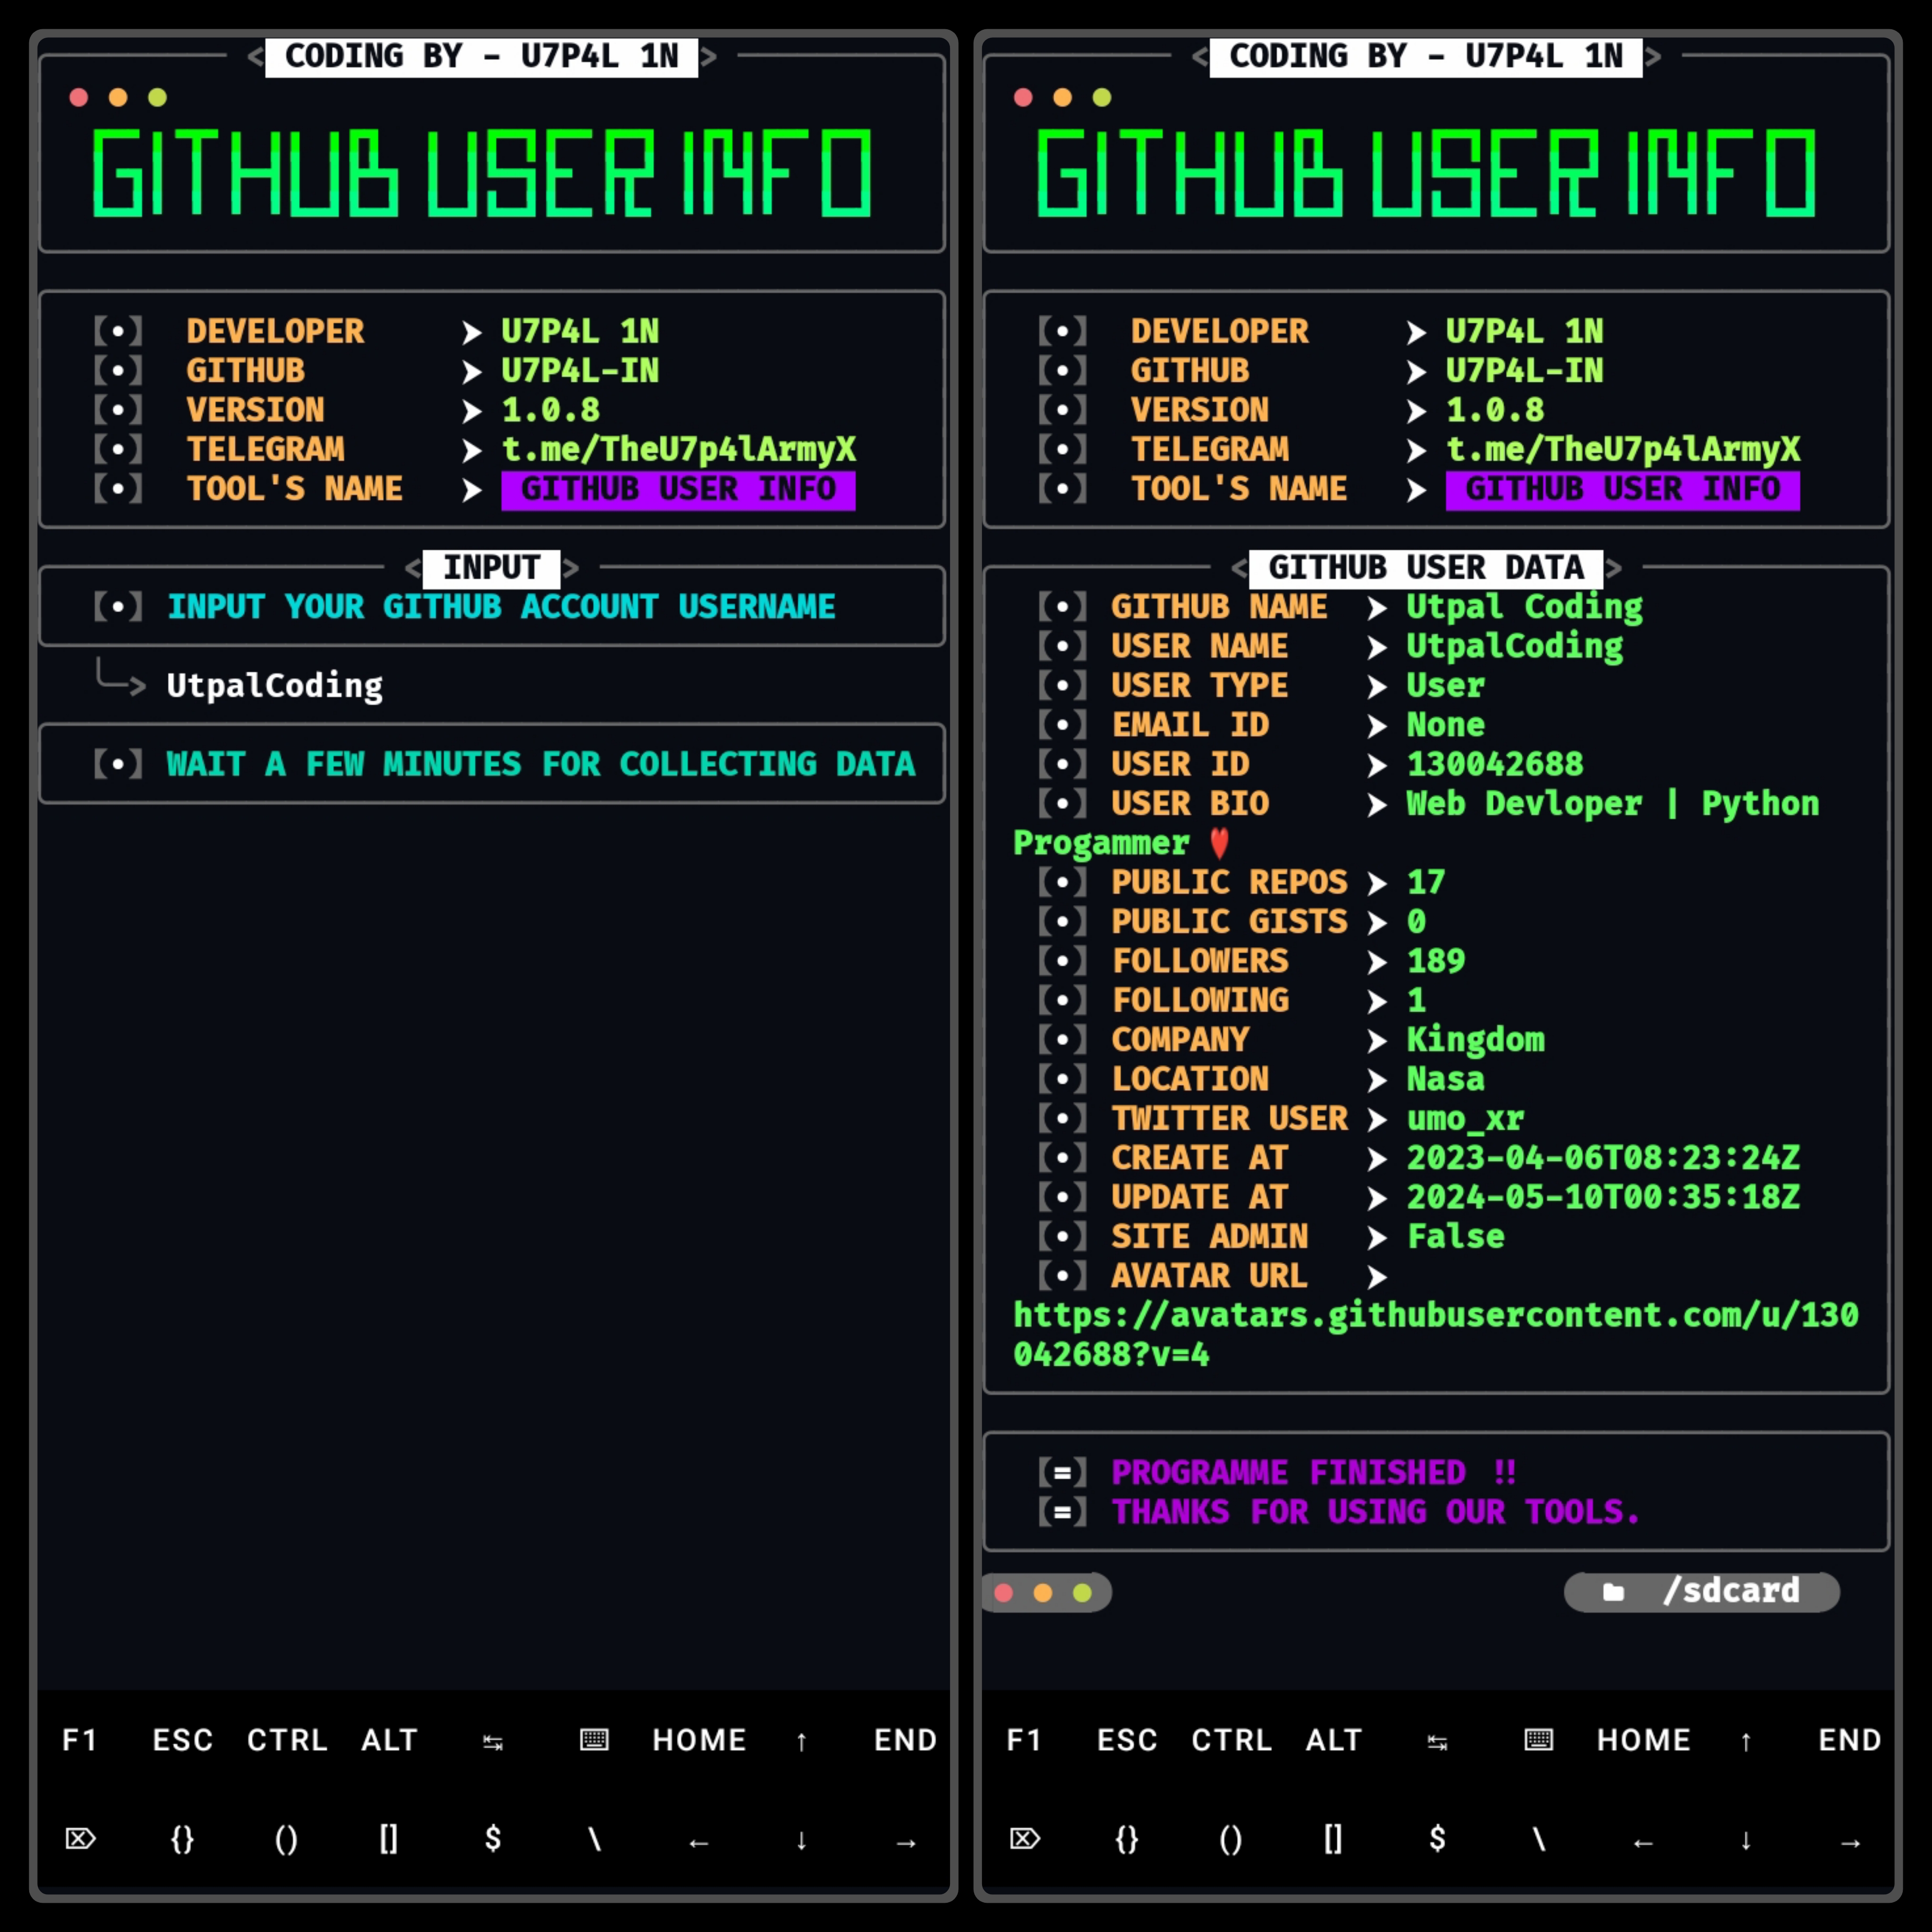 < CODING BY - U7P4L 1N >
GITHUB USER INFO
[(•)] DEVELOPER ➤ U7P4L 1N
[(•)] GITHUB ➤ U7P4L-IN
[(•)] VERSION ➤ 1.0.8
[(•)] TELEGRAM ➤ t.me/TheU7p4lArmyX
[(•)] TOOL'S NAME ➤ GITHUB USER INFO
< INPUT >
[(•)] INPUT YOUR GITHUB ACCOUNT USERNAME
╰─> UtpalCoding
[(•)] WAIT A FEW MINUTES FOR COLLECTING DATA
F1 ESC CTRL ALT ↹ ⌨ HOME ↑ END
⌦ {} () [] $ \ ← ↓ →
< CODING BY - U7P4L 1N >
GITHUB USER INFO
[(•)] DEVELOPER ➤ U7P4L 1N
[(•)] GITHUB ➤ U7P4L-IN
[(•)] VERSION ➤ 1.0.8
[(•)] TELEGRAM ➤ t.me/TheU7p4lArmyX
[(•)] TOOL'S NAME ➤ GITHUB USER INFO
< GITHUB USER DATA >
[(•)] GITHUB NAME ➤ Utpal Coding
[(•)] USER NAME ➤ UtpalCoding
[(•)] USER TYPE ➤ User
[(•)] EMAIL ID ➤ None
[(•)] USER ID ➤ 130042688
[(•)] USER BIO ➤ Web Devloper | Python
Progammer ♥
[(•)] PUBLIC REPOS ➤ 17
[(•)] PUBLIC GISTS ➤ 0
[(•)] FOLLOWERS ➤ 189
[(•)] FOLLOWING ➤ 1
[(•)] COMPANY ➤ Kingdom
[(•)] LOCATION ➤ Nasa
[(•)] TWITTER USER ➤ umo_xr
[(•)] CREATE AT ➤ 2023-04-06T08:23:24Z
[(•)] UPDATE AT ➤ 2024-05-10T00:35:18Z
[(•)] SITE ADMIN ➤ False
[(•)] AVATAR URL ➤
https://avatars.githubusercontent.com/u/130
042688?v=4
[(=)] PROGRAMME FINISHED !!
[(=)] THANKS FOR USING OUR TOOLS.
/sdcard
F1 ESC CTRL ALT ↹ ⌨ HOME ↑ END
⌦ {} () [] $ \ ← ↓ →